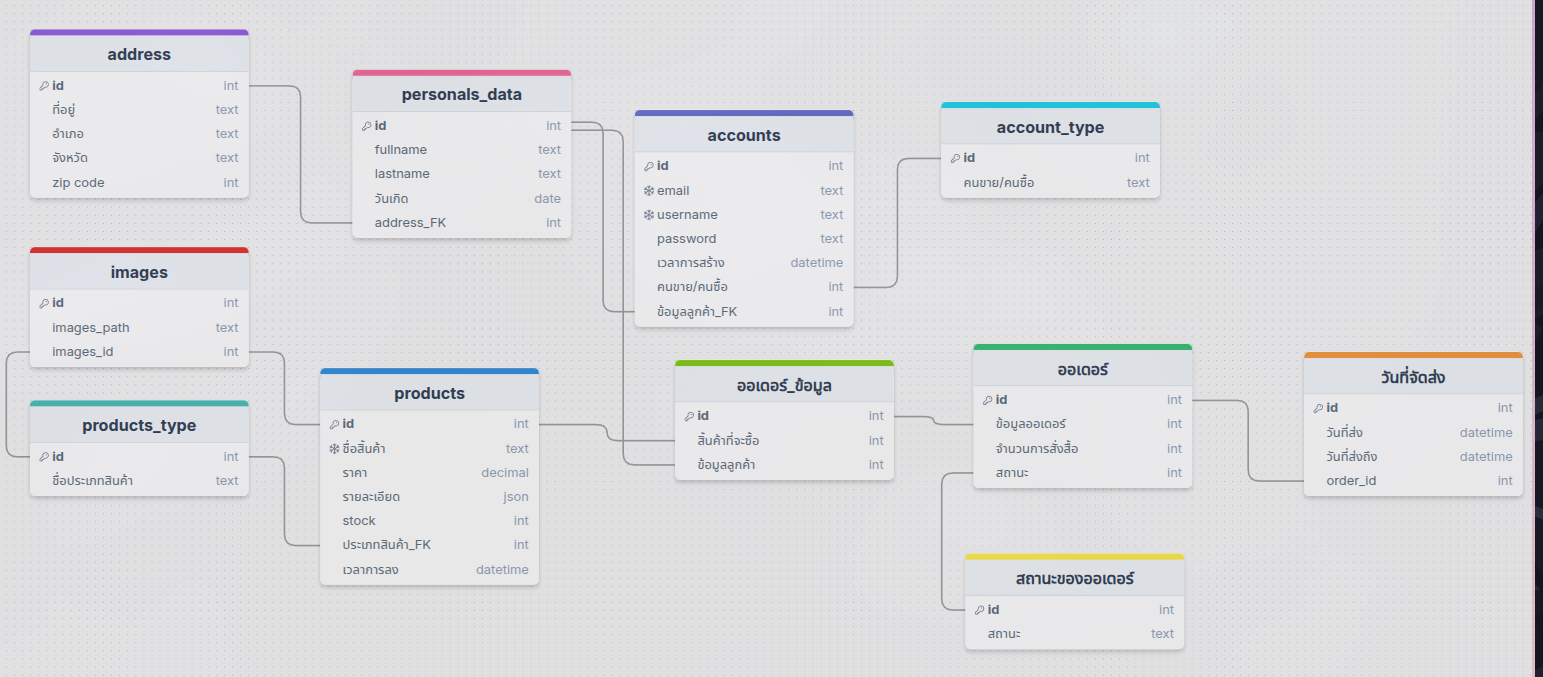 address
id int
ที่อยู่ text
อำเภอ text
จังหวัด text
zip code int
personals_data
id int
fullname text
lastname text
วันเกิด date
address_FK int
accounts
id int
email text
username text
password text
เวลาการสร้าง datetime
คนขาย/คนซื้อ int
ข้อมูลลูกค้า_FK int
account_type
id int
คนขาย/คนซื้อ text
images
id int
images_path text
images_id int
products_type
id int
ชื่อประเภทสินค้า text
products
id int
ชื่อสิ้นค้า text
ราคา decimal
รายละเอียด json
stock int
ประเภทสินค้า_FK int
เวลาการลง datetime
ออเดอร์_ข้อมูล
id int
สิ้นค้าที่จะซื้อ int
ข้อมูลลูกค้า int
ออเดอร์
id int
ข้อมูลออเดอร์ int
จำนวนการสั่งสื้อ int
สถานะ int
วันที่จัดส่ง
id int
วันที่ส่ง datetime
วันที่ส่งถึง datetime
order_id int
สถานะของออเดอร์
id int
สถานะ text